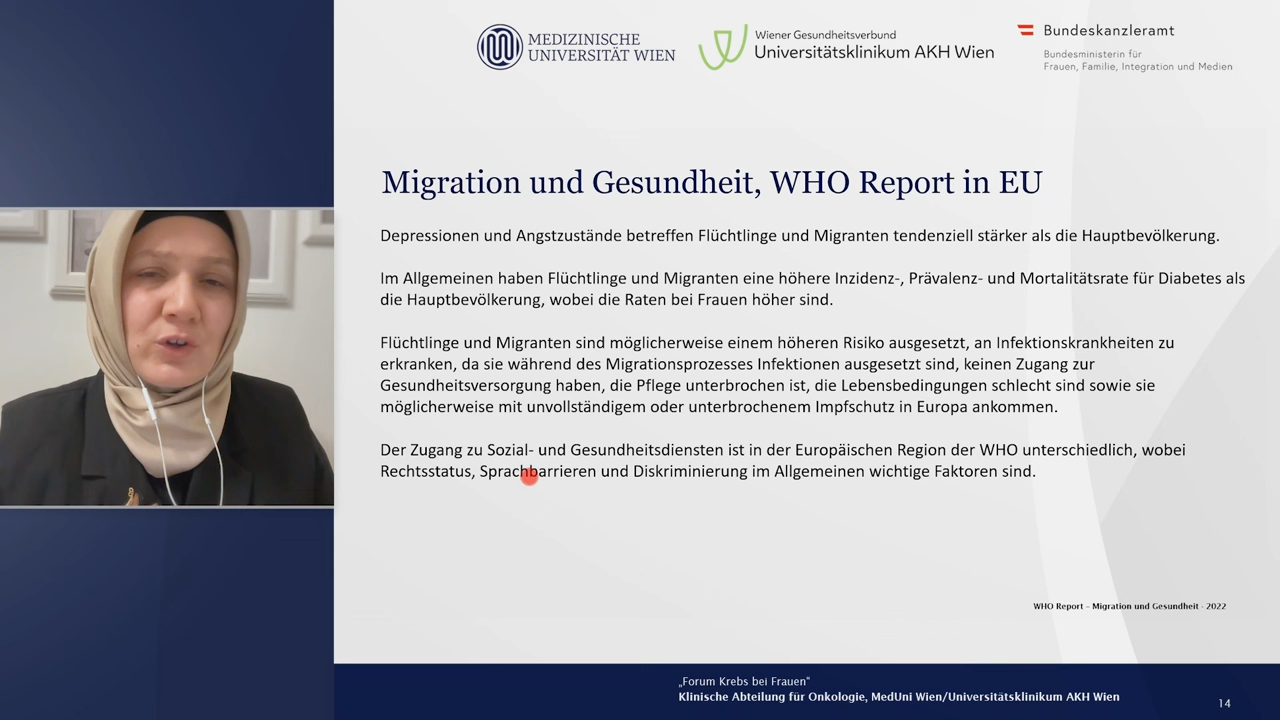 MEDIZINISCHE
UNIVERSITÄT WIEN
Wiener Gesundheitsverbund
Universitätsklinikum AKH Wien
Bundeskanzleramt
Bundesministerin für
Frauen, Familie, Integration und Medien
Migration und Gesundheit, WHO Report in EU
Depressionen und Angstzustände betreffen Flüchtlinge und Migranten tendenziell stärker als die Hauptbevölkerung.
Im Allgemeinen haben Flüchtlinge und Migranten eine höhere Inzidenz-, Prävalenz- und Mortalitätsrate für Diabetes als
die Hauptbevölkerung, wobei die Raten bei Frauen höher sind.
Flüchtlinge und Migranten sind möglicherweise einem höheren Risiko ausgesetzt, an Infektionskrankheiten zu
erkranken, da sie während des Migrationsprozesses Infektionen ausgesetzt sind, keinen Zugang zur
Gesundheitsversorgung haben, die Pflege unterbrochen ist, die Lebensbedingungen schlecht sind sowie sie
möglicherweise mit unvollständigem oder unterbrochenem Impfschutz in Europa ankommen.
Der Zugang zu Sozial- und Gesundheitsdiensten ist in der Europäischen Region der WHO unterschiedlich, wobei
Rechtsstatus, Sprachbarrieren und Diskriminierung im Allgemeinen wichtige Faktoren sind.
WHO Report – Migration und Gesundheit - 2022
„Forum Krebs bei Frauen“
Klinische Abteilung für Onkologie, MedUni Wien/Universitätsklinikum AKH Wien
14